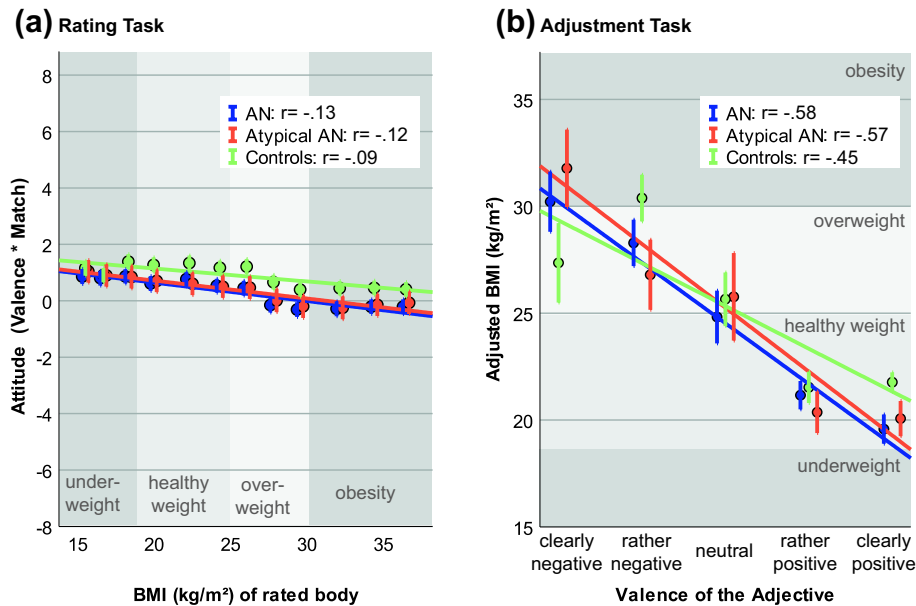 (a) Rating Task
8
6
4
2
0
-2
-4
-6
-8
Attitude (Valence * Match)
AN: r= -.13
Atypical AN: r= -.12
Controls: r= -.09
under-
weight
healthy
weight
over-
weight
obesity
15
20
25
30
35
BMI (kg/m²) of rated body
(b) Adjustment Task
35
30
25
20
15
Adjusted BMI (kg/m²)
obesity
AN: r= -.58
Atypical AN: r= -.57
Controls: r= -.45
overweight
healthy weight
underweight
clearly
negative
rather
negative
neutral
rather
positive
clearly
positive
Valence of the Adjective